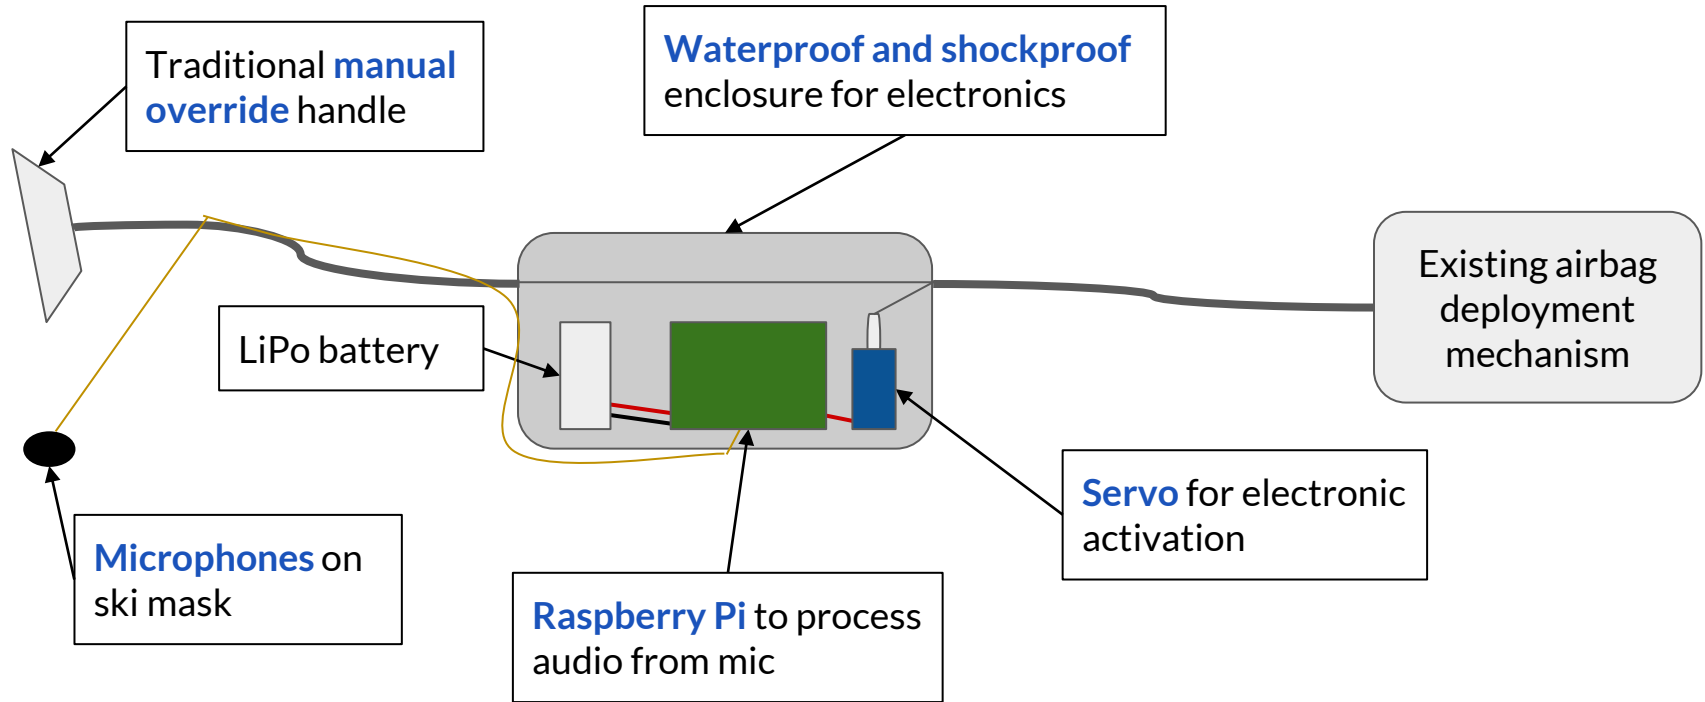 Traditional manual
override handle
Waterproof and shockproof
enclosure for electronics
Existing airbag
deployment
mechanism
LiPo battery
Servo for electronic
activation
Microphones on
ski mask
Raspberry Pi to process
audio from mic